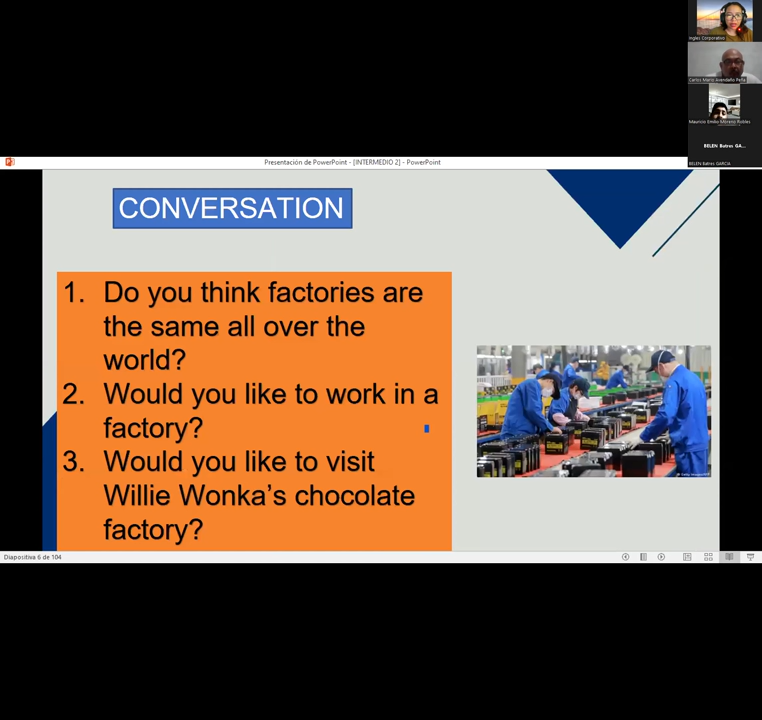 Ingles Corporativo
Carlos Mario Avendaño Peña
Mauricio Emilio Moreno Robles
BELEN Batres GA...
BELEN Batres GARCIA
Presentación de PowerPoint - [INTERMEDIO 2] - PowerPoint
CONVERSATION
1. Do you think factories are
the same all over the
world?
2. Would you like to work in a
factory?
3. Would you like to visit
Willie Wonka's chocolate
factory?
Diapositiva 6 de 104